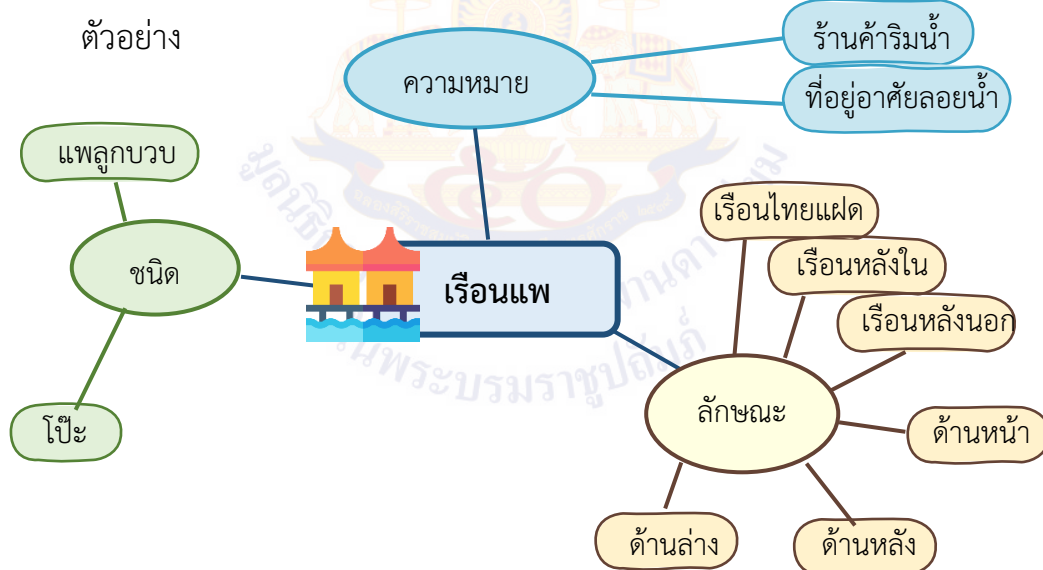 ตัวอย่าง
ความหมาย
ร้านค้าริมน้ำ
ที่อยู่อาศัยลอยน้ำ
แพลูกบวบ
ชนิด
โป๊ะ
เรือนแพ
เรือนไทยแฝด
เรือนหลังใน
เรือนหลังนอก
ลักษณะ
ด้านหน้า
ด้านหลัง
ด้านล่าง